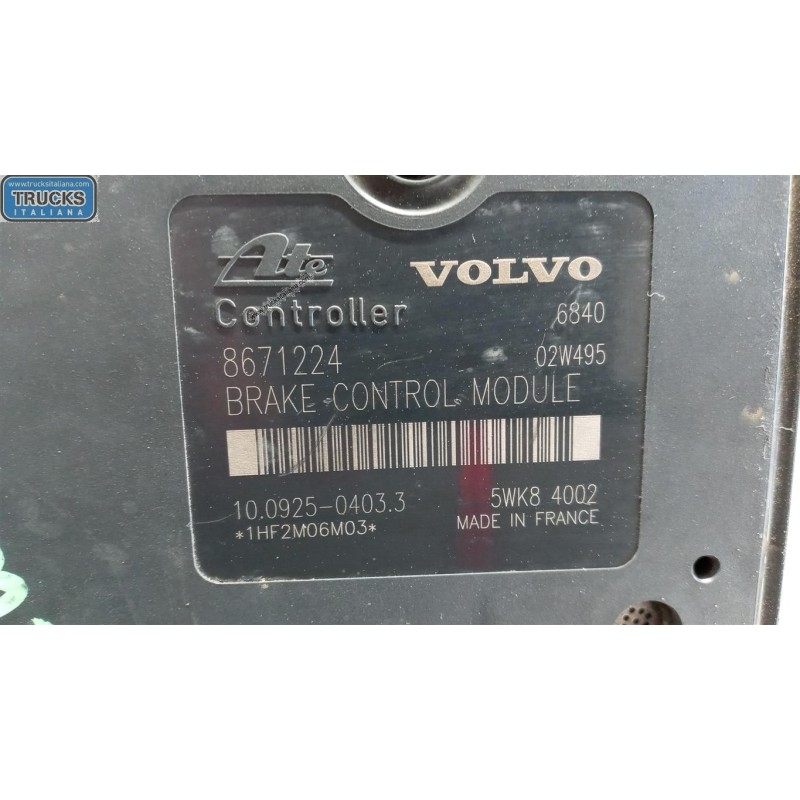 www.trucksitaliana.com
TRUCKS
ITALIANA
Ate VOLVO
Controller 6840
8671224 02W495
BRAKE CONTROL MODULE
10.0925-0403.3 5WK8 4002
*1HF2M06M03* MADE IN FRANCE